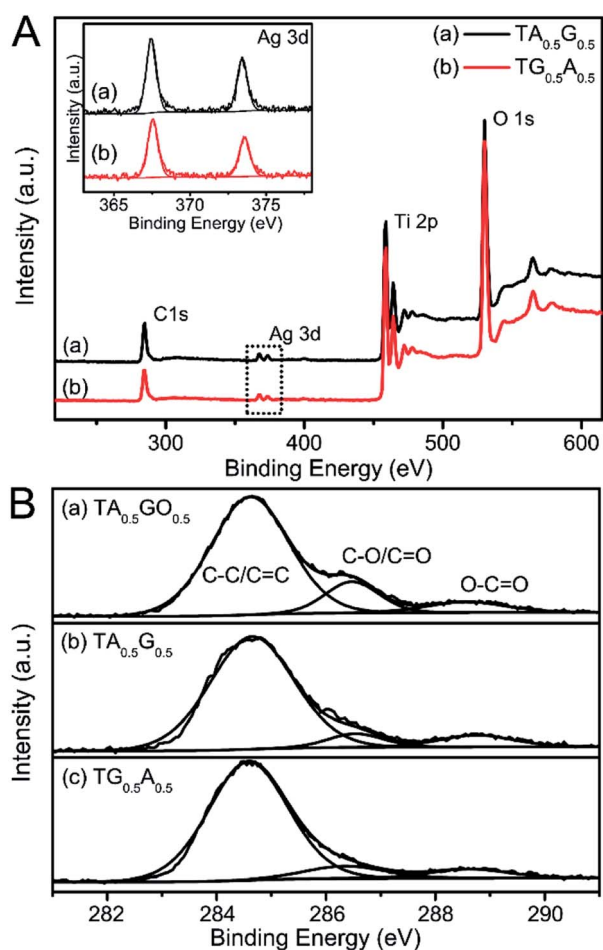 A
Ag 3d
(a)
(b)
Intensity (a.u.)
365 370 375
Binding Energy (eV)
(a) TA0.5G0.5
(b) TG0.5A0.5
O 1s
Ti 2p
C1s
Ag 3d
(a)
(b)
Intensity (a.u.)
300 400 500 600
Binding Energy (eV)
B
(a) TA0.5GO0.5
C-C/C=C
C-O/C=O
O-C=O
(b) TA0.5G0.5
(c) TG0.5A0.5
Intensity (a.u.)
282 284 286 288 290
Binding Energy (eV)